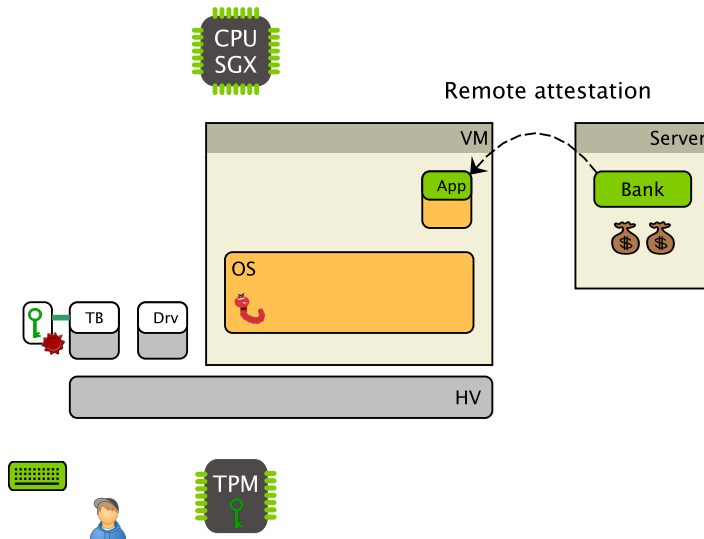 CPU
SGX
Remote attestation
VM
Server
App
Bank
OS
TB
Drv
HV
TPM